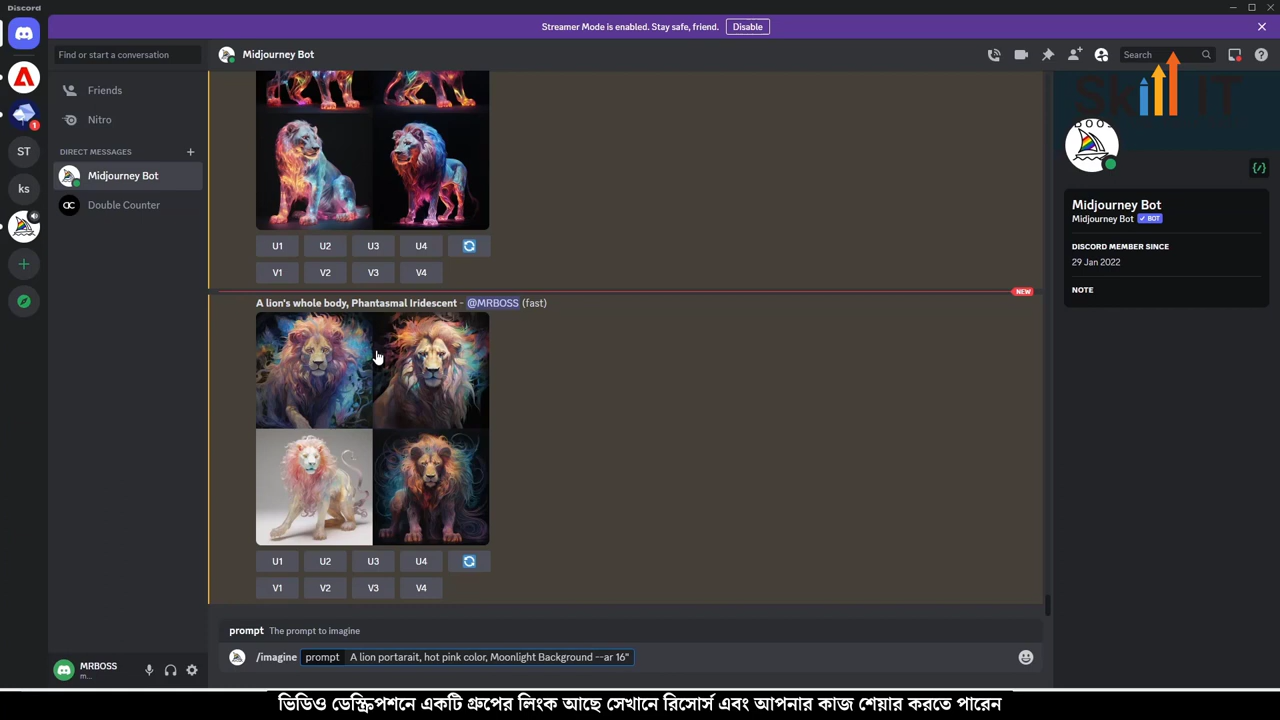 Discord
Streamer Mode is enabled. Stay safe, friend. Disable
Find or start a conversation
Midjourney Bot
Search
Skill IT
Friends
Nitro
DIRECT MESSAGES
Midjourney Bot
Double Counter
1
ST
ks
U1 U2 U3 U4
V1 V2 V3 V4
NEW
A lion's whole body, Phantasmal Iridescent - @MRBOSS (fast)
U1 U2 U3 U4
V1 V2 V3 V4
Midjourney Bot
Midjourney Bot ✓ BOT
DISCORD MEMBER SINCE
29 Jan 2022
NOTE
prompt The prompt to imagine
/imagine prompt A lion portarait, hot pink color, Moonlight Background --ar 16"
MRBOSS
m...
ভিডিও ডেস্ক্রিপশনে একটি গ্রুপের লিংক আছে সেখানে রিসোর্স এবং আপনার কাজ শেয়ার করতে পারেন